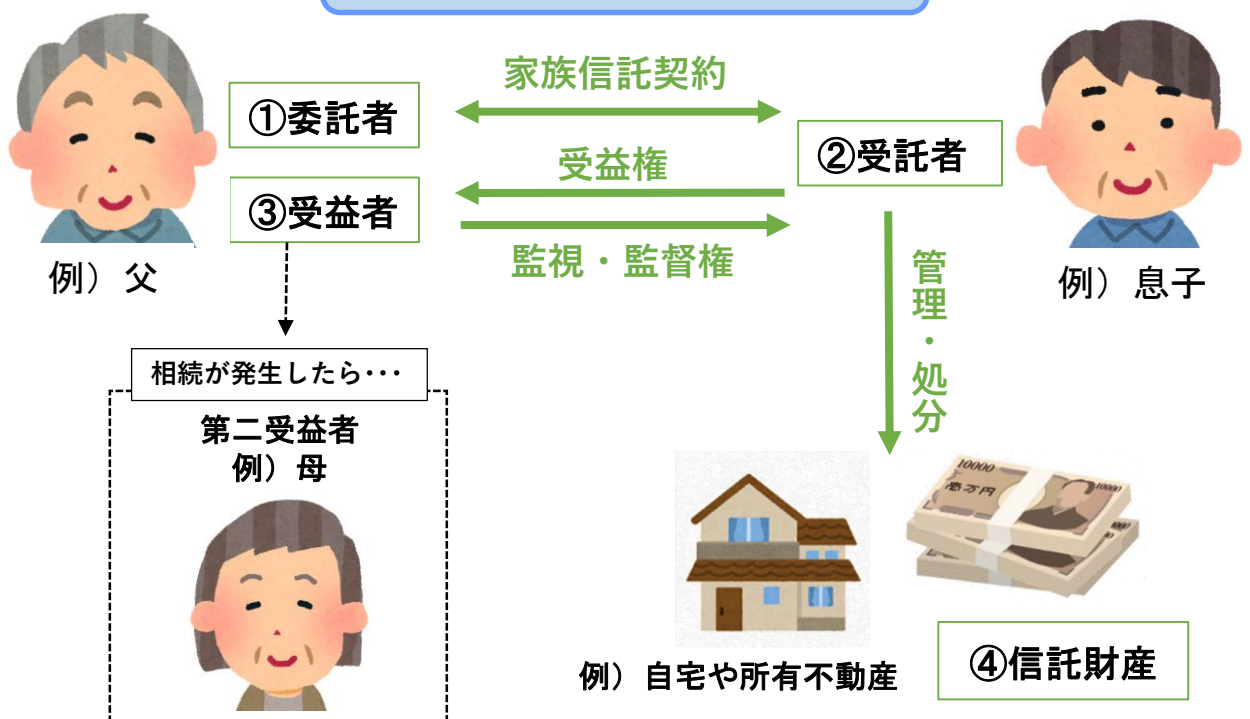 家族信託契約
①委託者
②受託者
受益権
③受益者
監視・監督権
例）父
例）息子
管理・処分
相続が発生したら･･･
第二受益者
例）母
10000
10000
壱万円
例）自宅や所有不動産
④信託財産